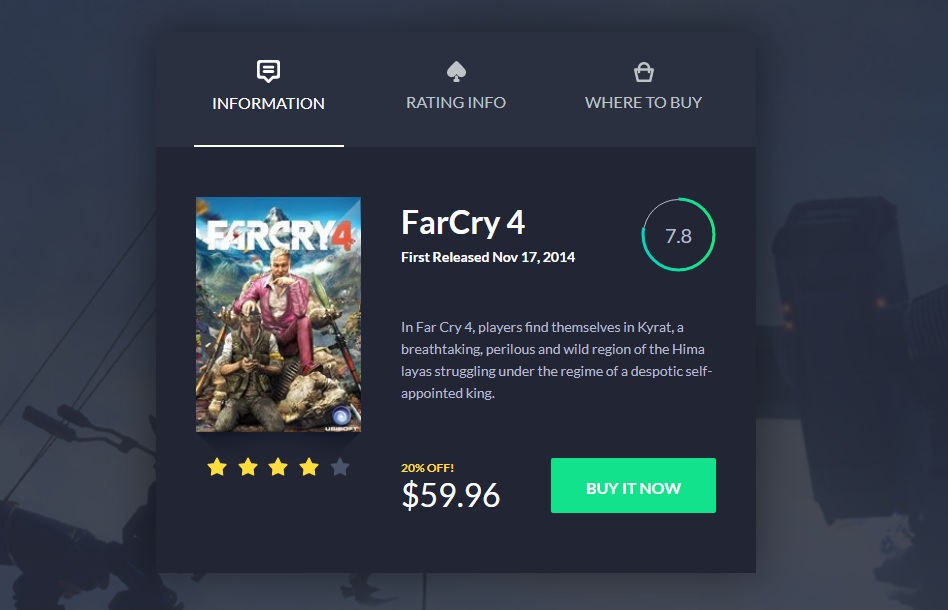 INFORMATION
RATING INFO
WHERE TO BUY
FARCRY4
UBISOFT
FarCry 4
First Released Nov 17, 2014
7.8
In Far Cry 4, players find themselves in Kyrat, a
breathtaking, perilous and wild region of the Hima
layas struggling under the regime of a despotic self-
appointed king.
20% OFF!
$59.96
BUY IT NOW